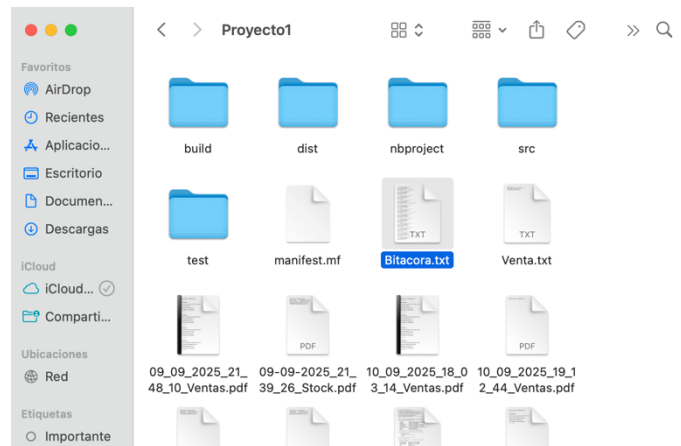 Proyecto1
Favoritos
AirDrop
Recientes
Aplicacio...
Escritorio
Documen...
Descargas
iCloud
iCloud...
Comparti...
Ubicaciones
Red
Etiquetas
Importante
build
dist
nbproject
src
test
manifest.mf
TXT
Bitacora.txt
TXT
Venta.txt
09_09_2025_21_
48_10_Ventas.pdf
PDF
09-09-2025_21_
39_26_Stock.pdf
10_09_2025_18_0
3_14_Ventas.pdf
PDF
10_09_2025_19_1
2_44_Ventas.pdf